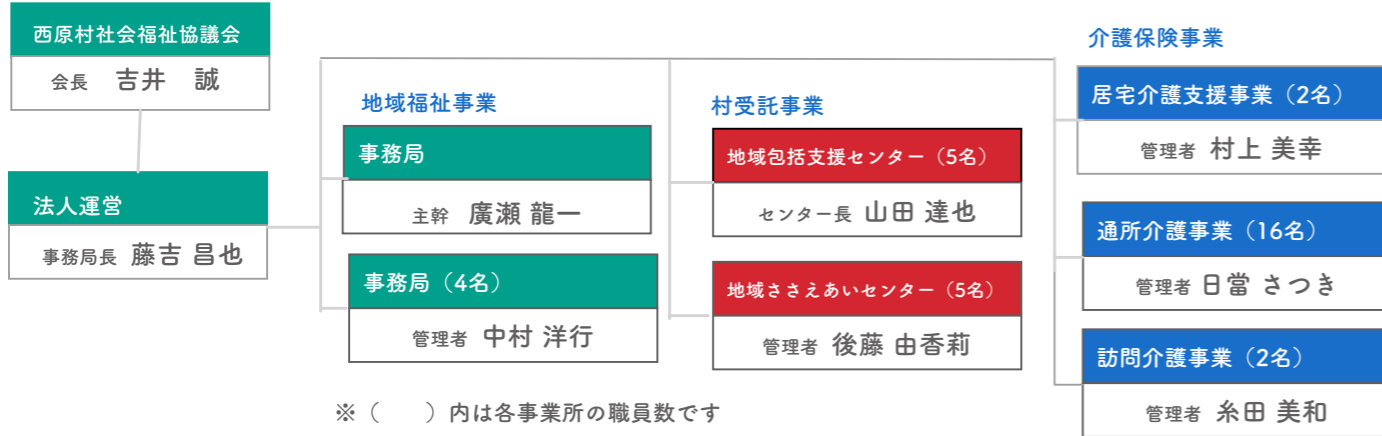 西原村社会福祉協議会
会長 吉井 誠
法人運営
事務局長 藤吉 昌也
地域福祉事業
事務局
主幹 廣瀬 龍一
事務局（4名）
管理者 中村 洋行
村受託事業
地域包括支援センター（5名）
センター長 山田 達也
地域ささえあいセンター（5名）
管理者 後藤 由香莉
介護保険事業
居宅介護支援事業（2名）
管理者 村上 美幸
通所介護事業（16名）
管理者 日當 さつき
訪問介護事業（2名）
管理者 糸田 美和
※（　　）内は各事業所の職員数です